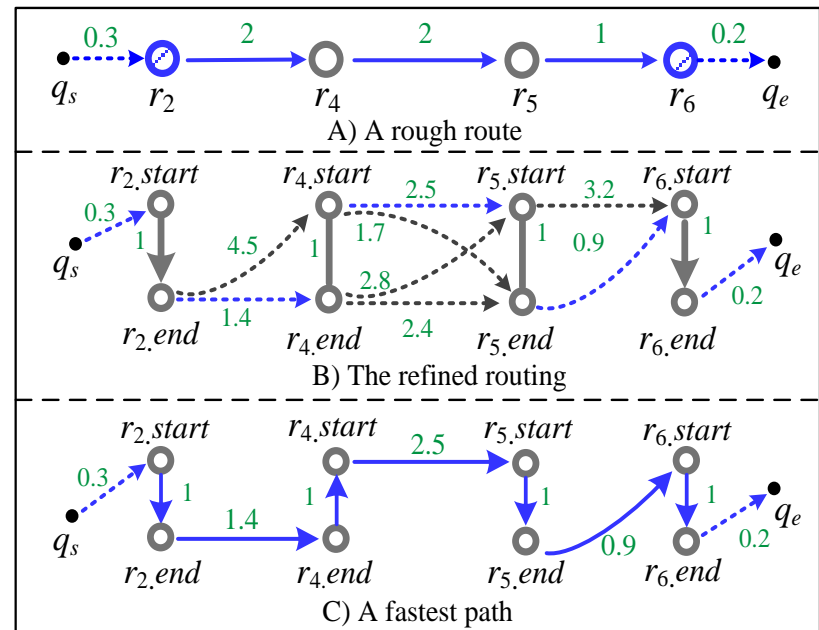 0.3 2 2 1 0.2
q_s r_2 r_4 r_5 r_6 q_e
A) A rough route
r_2.start r_4.start r_5.start r_6.start
0.3 2.5 3.2
1 4.5 1 1.7 1 0.9 1
q_s q_e
2.8
1.4 2.4 0.2
r_2.end r_4.end r_5.end r_6.end
B) The refined routing
r_2.start r_4.start r_5.start r_6.start
0.3 2.5
1 1 1 1
q_s 1.4 0.9 0.2 q_e
r_2.end r_4.end r_5.end r_6.end
C) A fastest path